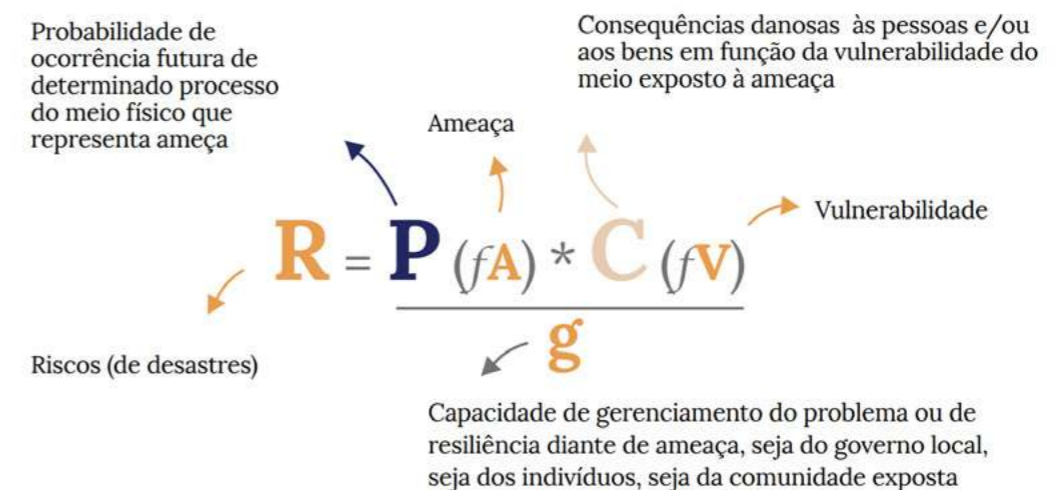 Probabilidade de
ocorrência futura de
determinado processo
do meio físico que
representa ameça
Consequências danosas às pessoas e/ou
aos bens em função da vulnerabilidade do
meio exposto à ameaça
Ameaça
Vulnerabilidade
R = P (fA) * C (fV)
g
Riscos (de desastres)
Capacidade de gerenciamento do problema ou de
resiliência diante de ameaça, seja do governo local,
seja dos indivíduos, seja da comunidade exposta